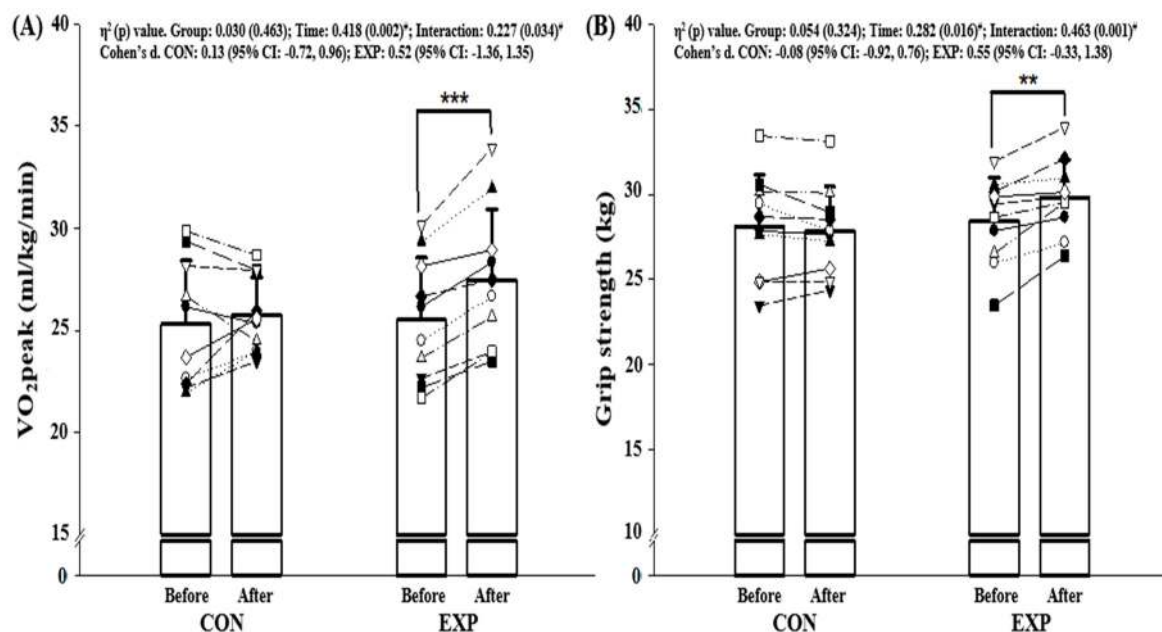 (A)
η² (p) value. Group: 0.030 (0.463); Time: 0.418 (0.002)#; Interaction: 0.227 (0.034)#
Cohen's d. CON: 0.13 (95% CI: -0.72, 0.96); EXP: 0.52 (95% CI: -1.36, 1.35)
***
VO₂peak (ml/kg/min)
40
35
30
25
20
15
0
Before
After
Before
After
CON
EXP
(B)
η² (p) value. Group: 0.054 (0.324); Time: 0.282 (0.016)#; Interaction: 0.463 (0.001)#
Cohen's d. CON: -0.08 (95% CI: -0.92, 0.76); EXP: 0.55 (95% CI: -0.33, 1.38)
**
Grip strength (kg)
40
35
30
25
20
15
10
0
Before
After
Before
After
CON
EXP